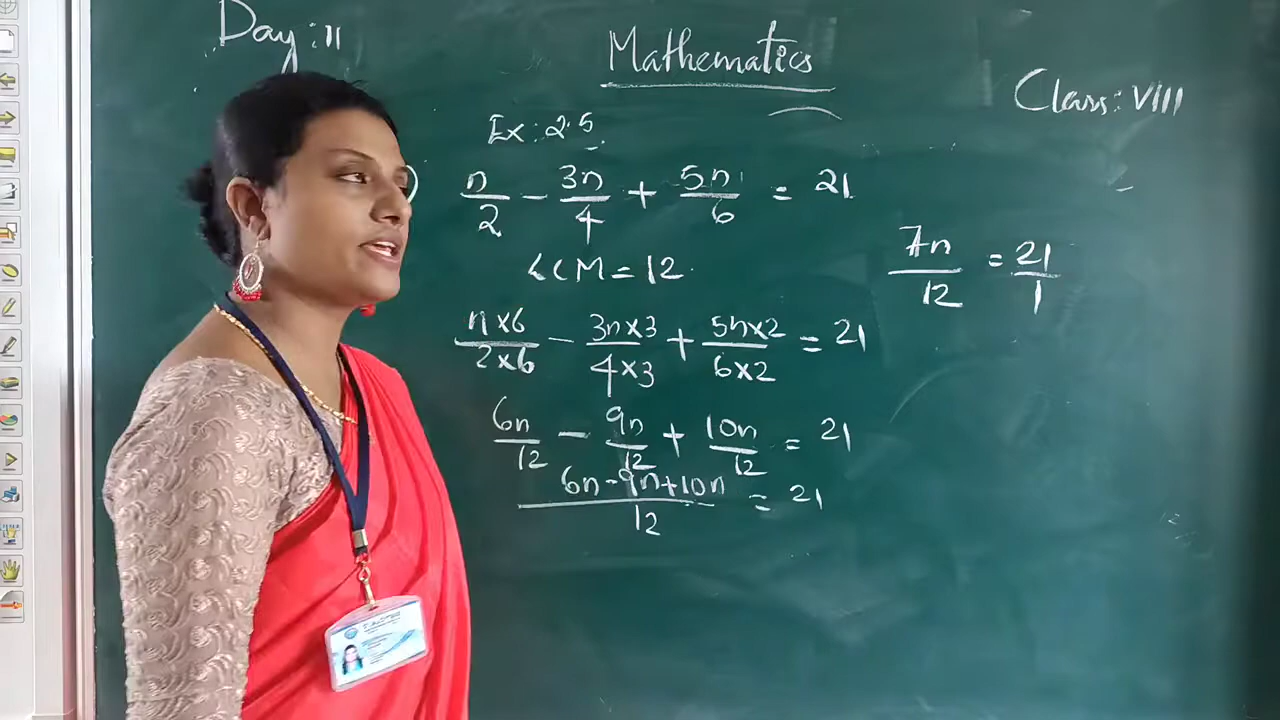 Day: 11
Mathematics
Class: VIII
Ex: 2.5
) n/2 - 3n/4 + 5n/6 = 21
LCM = 12
n×6/2×6 - 3n×3/4×3 + 5n×2/6×2 = 21
6n/12 - 9n/12 + 10n/12 = 21
6n-9n+10n/12 = 21
7n/12 = 21/1